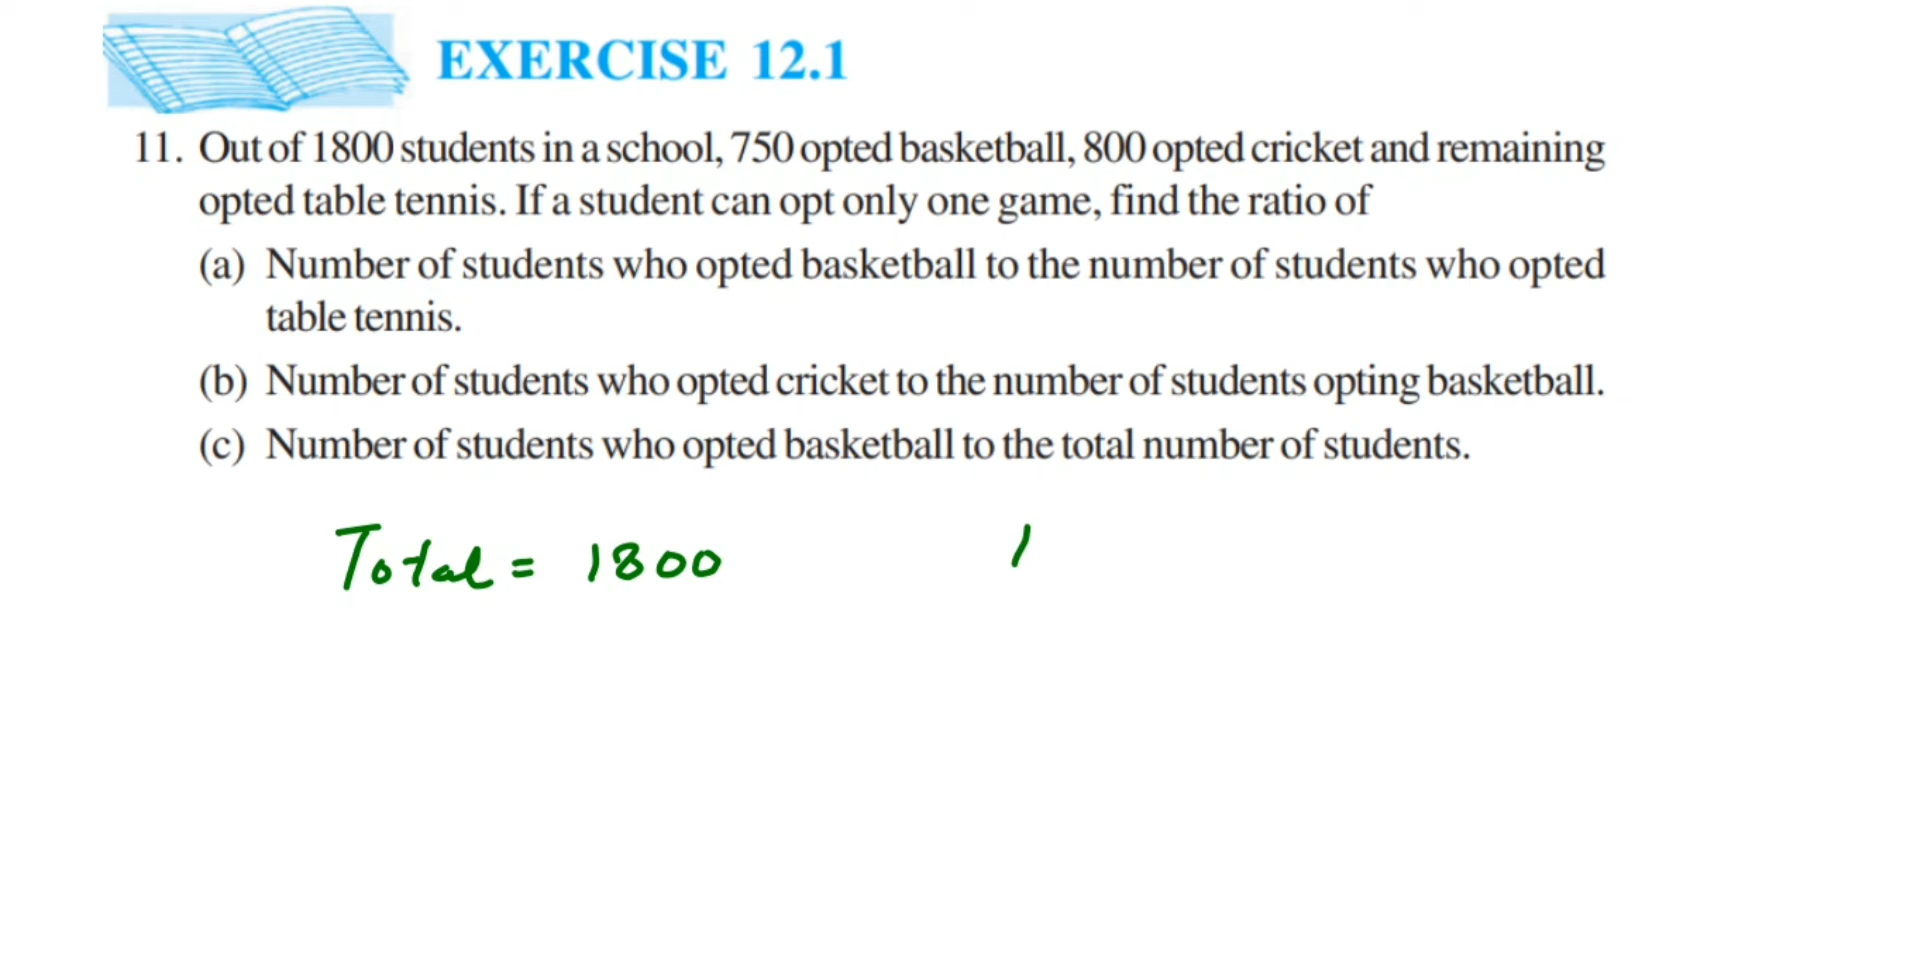 EXERCISE 12.1
11. Out of 1800 students in a school, 750 opted basketball, 800 opted cricket and remaining
opted table tennis. If a student can opt only one game, find the ratio of
(a) Number of students who opted basketball to the number of students who opted
table tennis.
(b) Number of students who opted cricket to the number of students opting basketball.
(c) Number of students who opted basketball to the total number of students.
Total = 1800